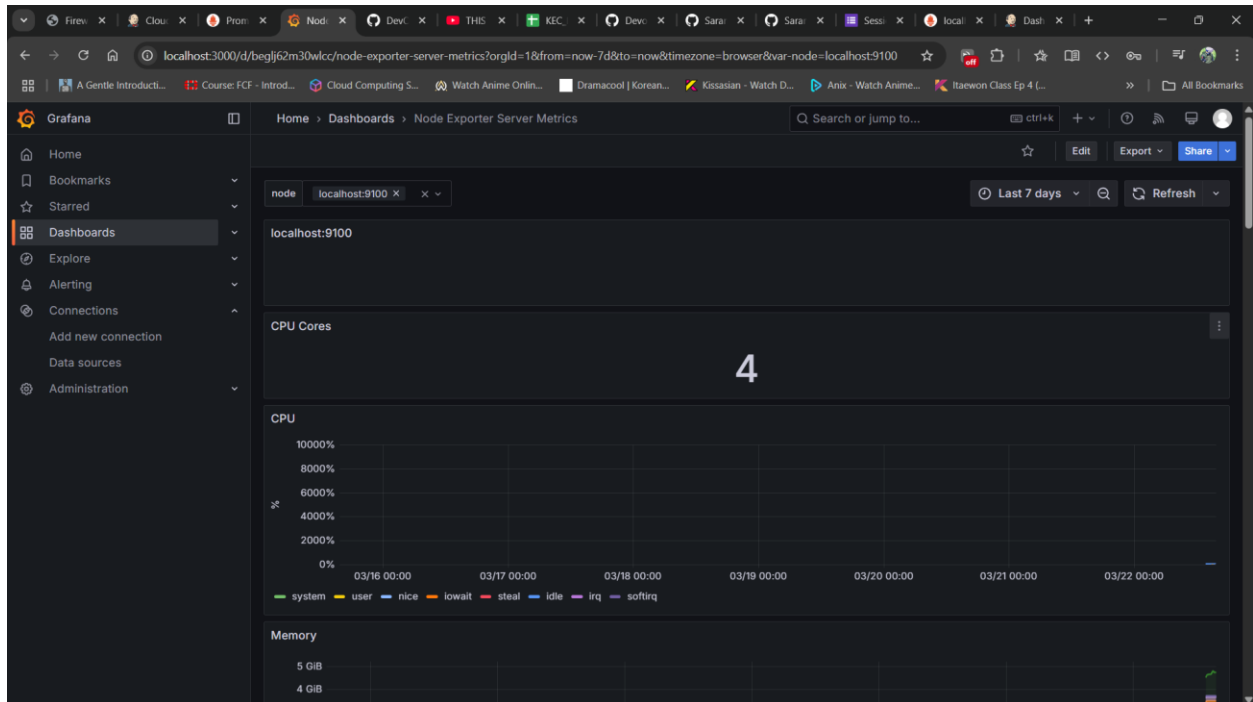 Firew Clou Prom Node DevC THIS KEC_ Devo Sarar Sarar Sessi locall Dash
localhost:3000/d/beglj62m30wlcc/node-exporter-server-metrics?orgId=1&from=now-7d&to=now&timezone=browser&var-node=localhost:9100
off
A Gentle Introducti... Course: FCF - Introd... Cloud Computing S... Watch Anime Onlin... Dramacool | Korean... Kissasian - Watch D... Anix - Watch Anime... Itaewon Class Ep 4 (... » All Bookmarks
Grafana
Home › Dashboards › Node Exporter Server Metrics
Search or jump to... ctrl+k
Home
Bookmarks
Starred
Dashboards
Explore
Alerting
Connections
Add new connection
Data sources
Administration
Edit Export Share
node localhost:9100
Last 7 days Refresh
localhost:9100
CPU Cores
4
CPU
10000%
8000%
6000%
4000%
2000%
0%
%
03/16 00:00 03/17 00:00 03/18 00:00 03/19 00:00 03/20 00:00 03/21 00:00 03/22 00:00
system user nice iowait steal idle irq softirq
Memory
5 GiB
4 GiB